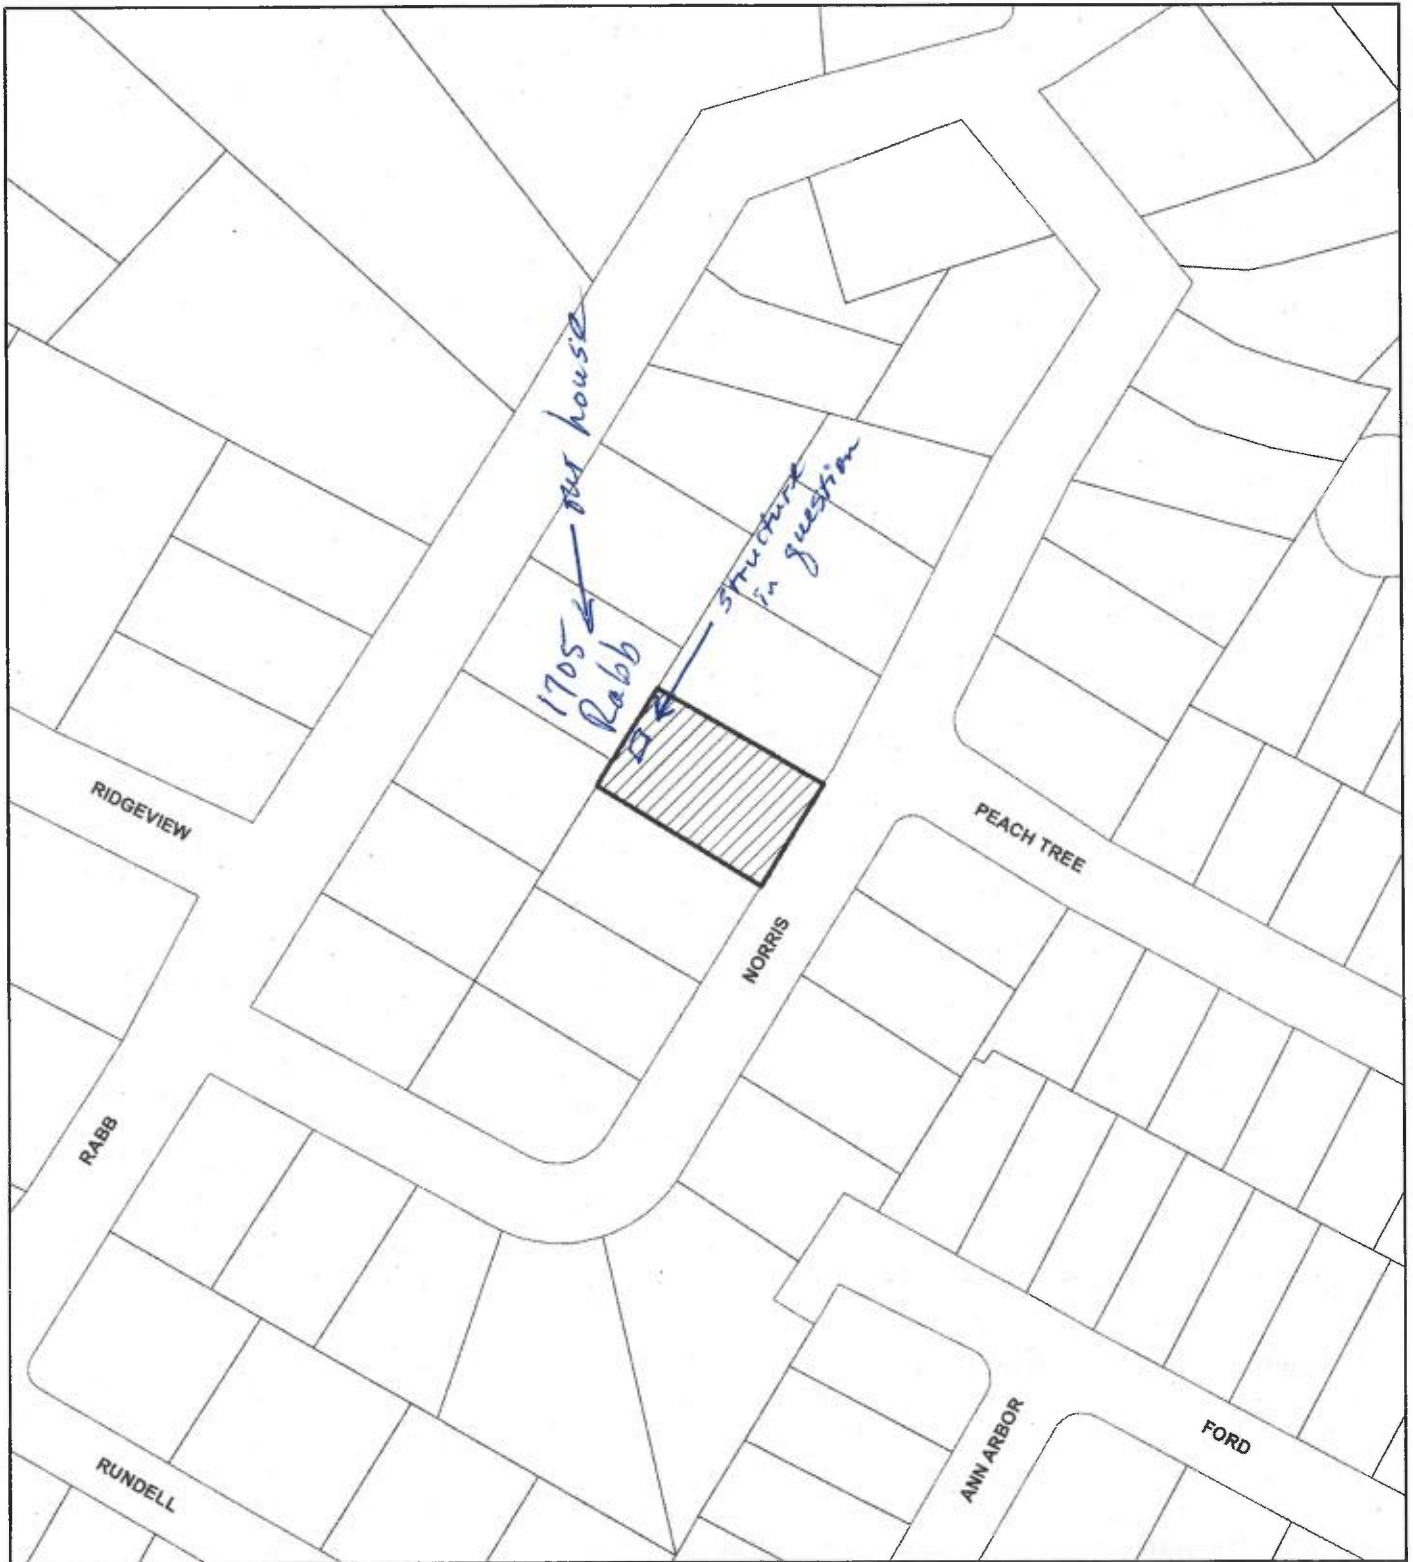 our house
structure
in question
1705
Rabb
RIDGEVIEW
PEACH TREE
NORRIS
RABB
FORD
ANN ARBOR
RUNDELL